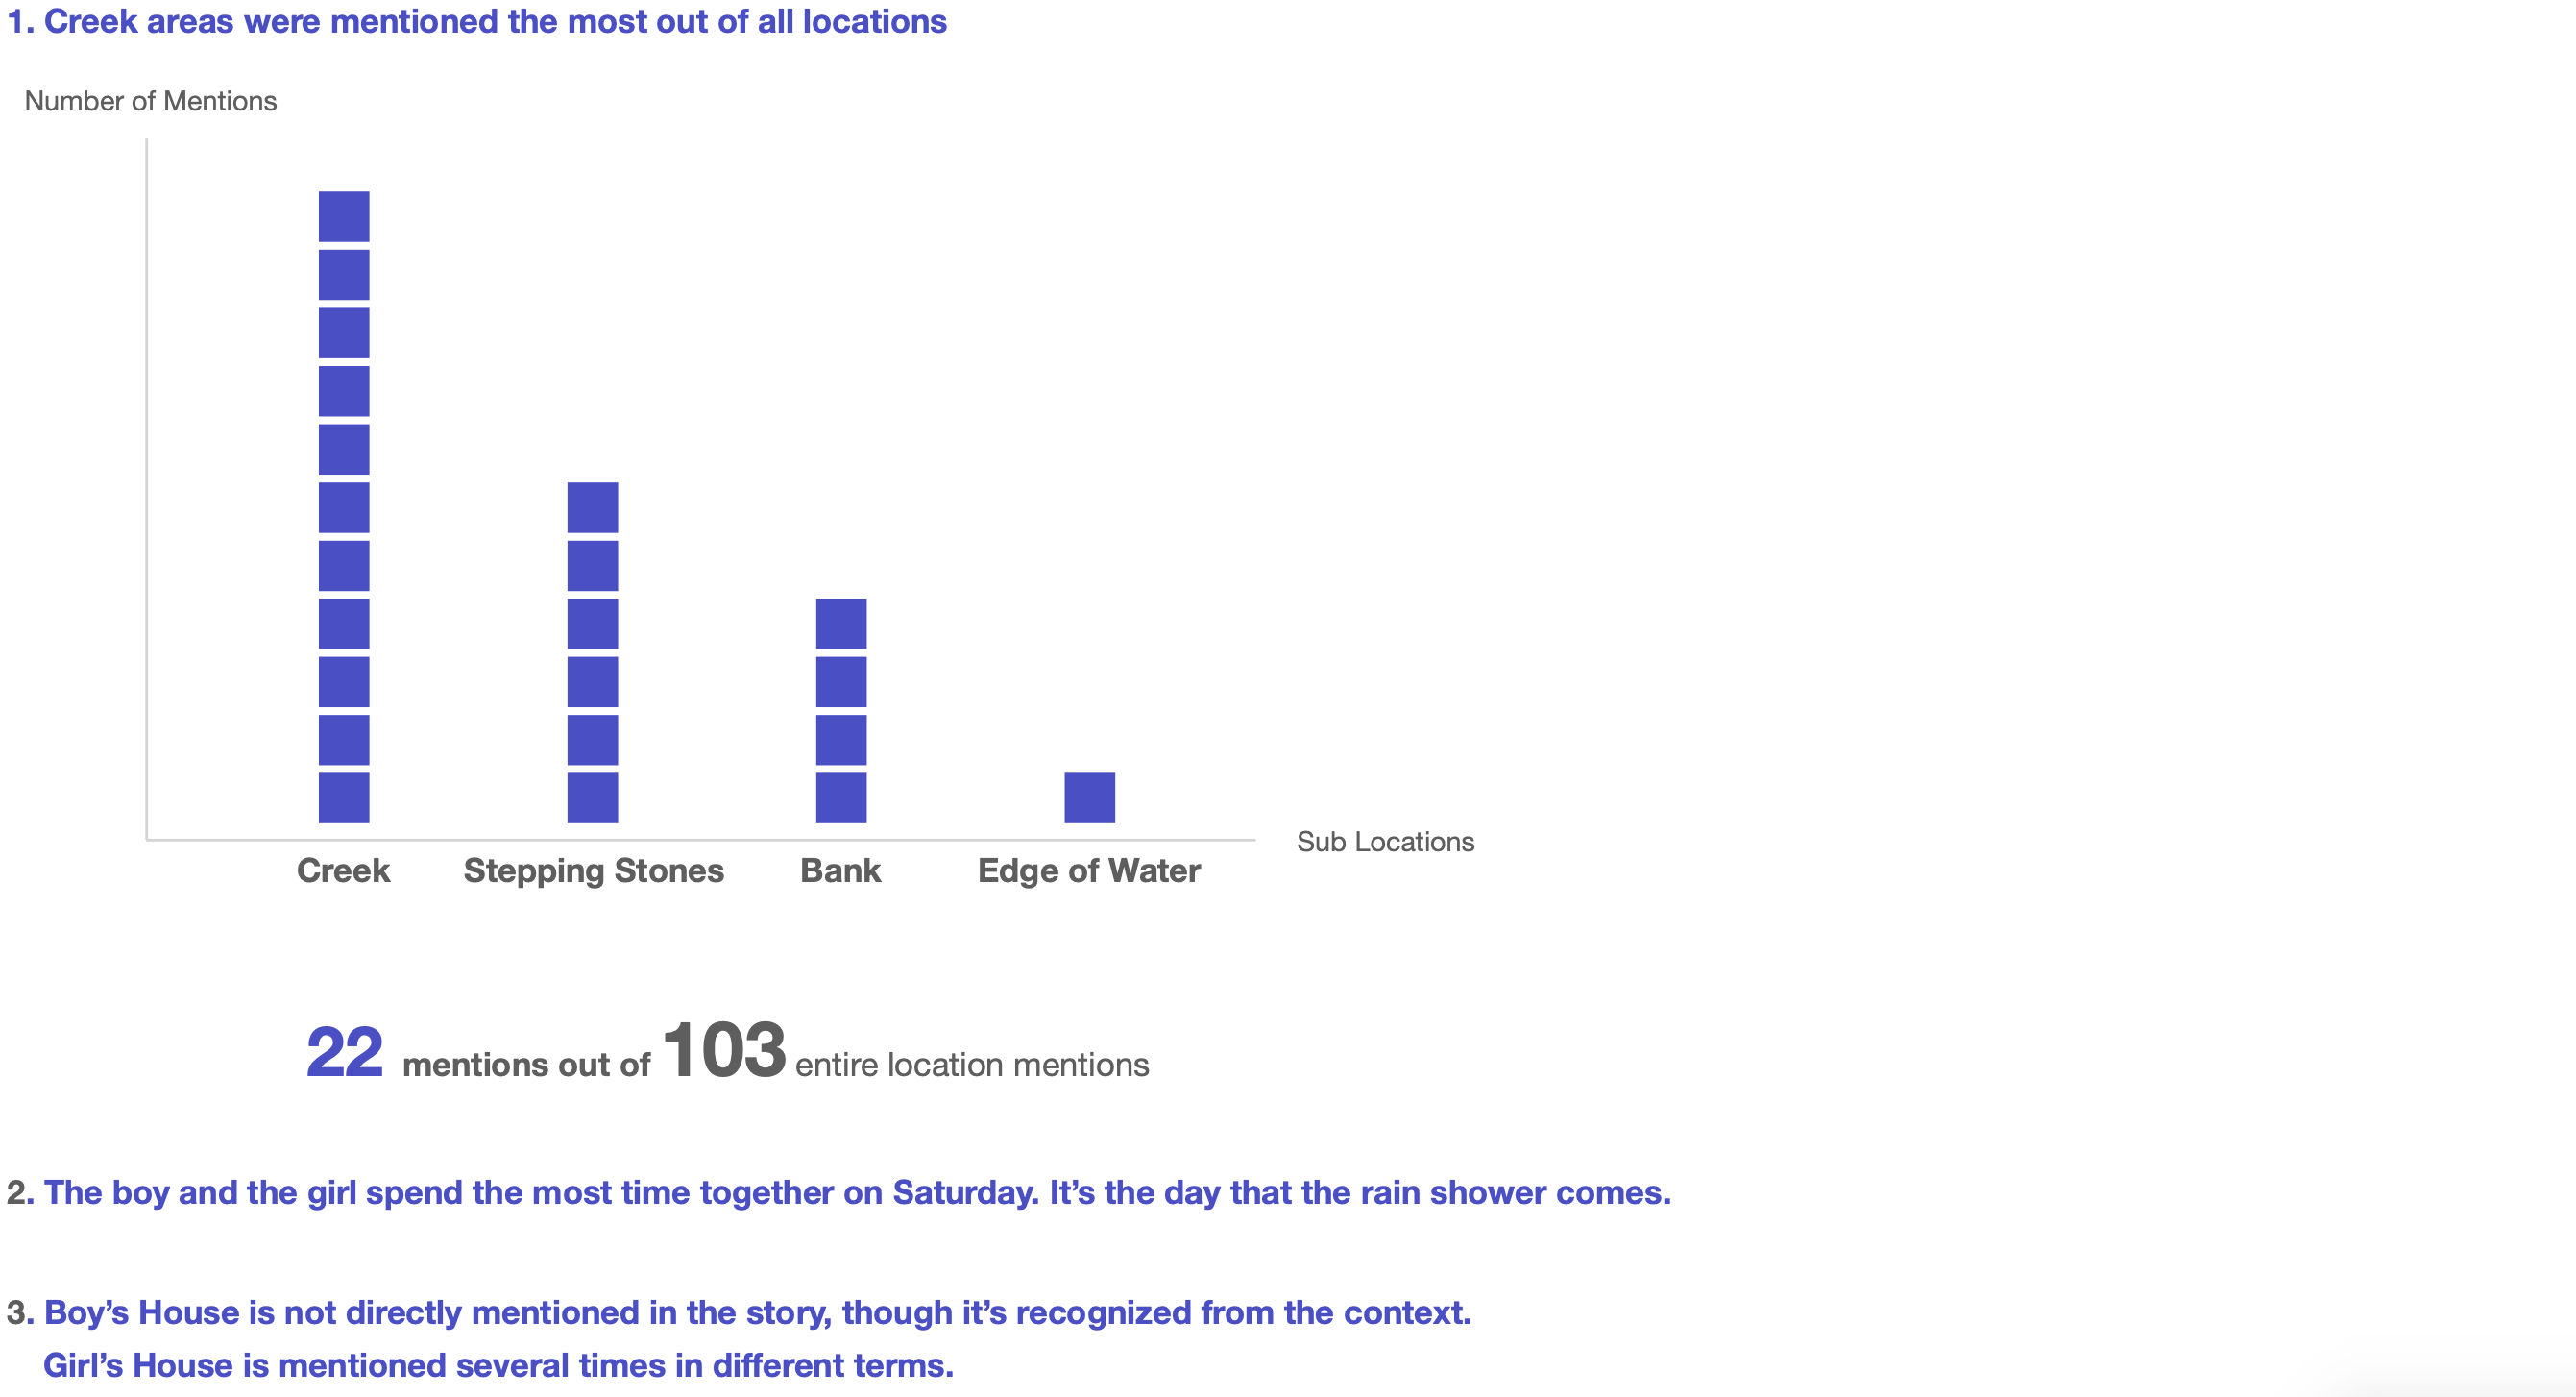 1. Creek areas were mentioned the most out of all locations
Number of Mentions
Sub Locations
Creek Stepping Stones Bank Edge of Water
22 mentions out of 103 entire location mentions
2. The boy and the girl spend the most time together on Saturday. It’s the day that the rain shower comes.
3. Boy’s House is not directly mentioned in the story, though it’s recognized from the context.
Girl’s House is mentioned several times in different terms.